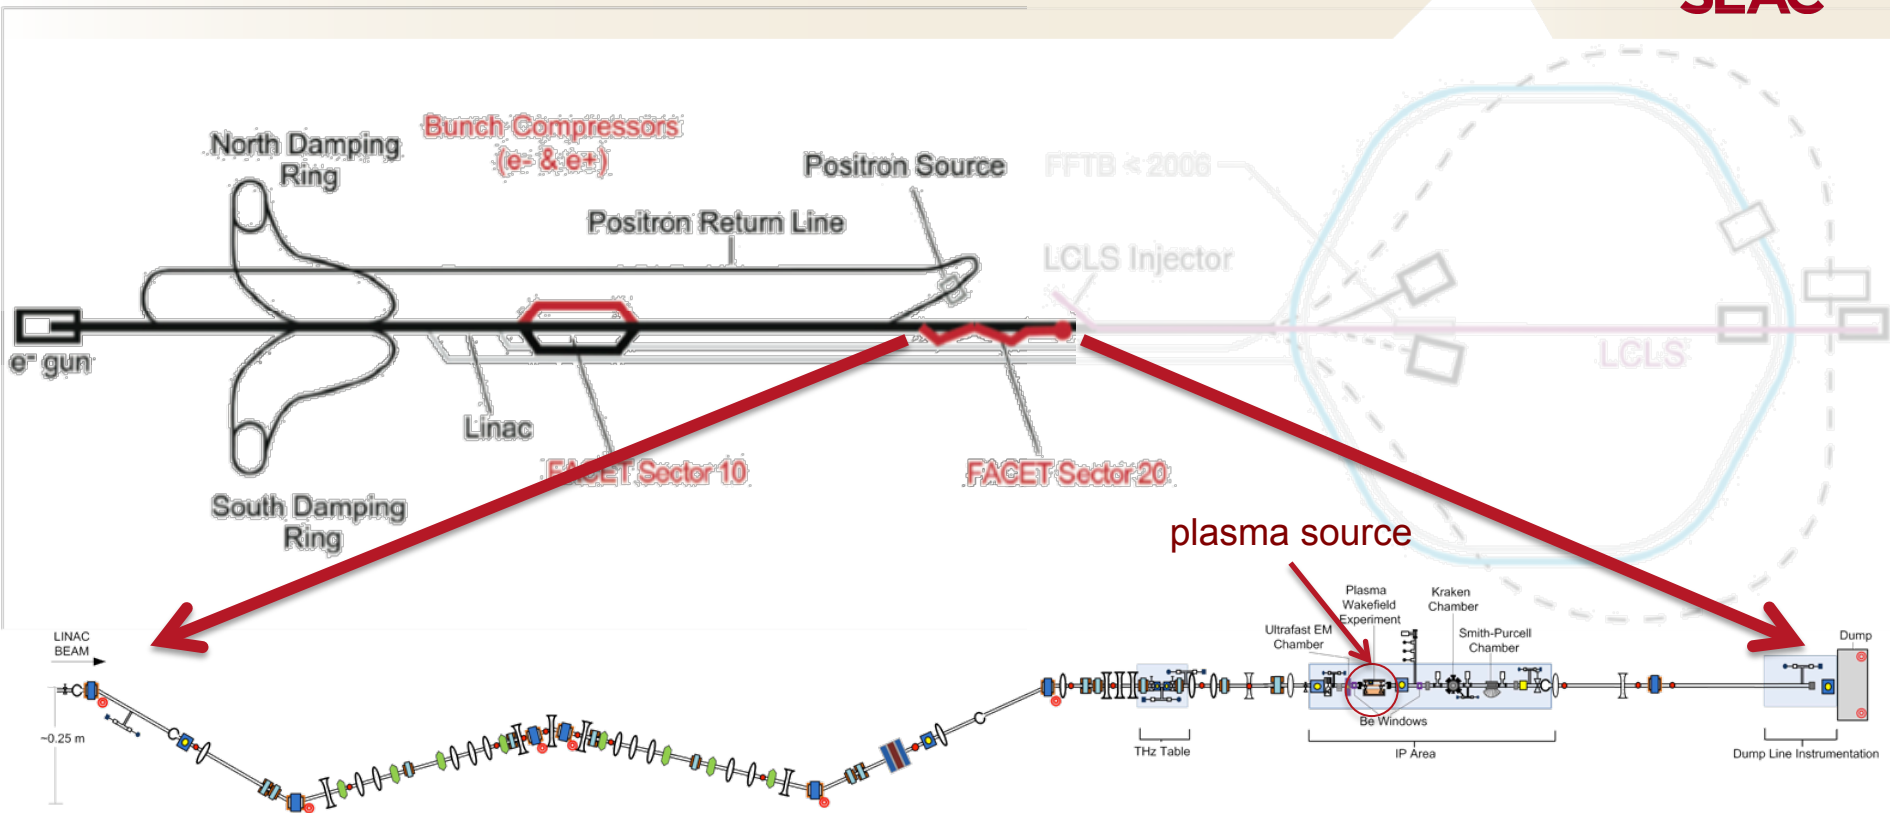 SLAC
North Damping
Ring
Bunch Compressors
(e- & e+)
Positron Source
FFTB < 2006
Positron Return Line
LCLS Injector
e- gun
LCLS
Linac
FACET Sector 10
FACET Sector 20
South Damping
Ring
plasma source
Plasma
Wakefield
Experiment
Kraken
Chamber
Ultrafast EM
Chamber
Smith-Purcell
Chamber
LINAC
BEAM
Dump
~0.25 m
Be Windows
THz Table
IP Area
Dump Line Instrumentation